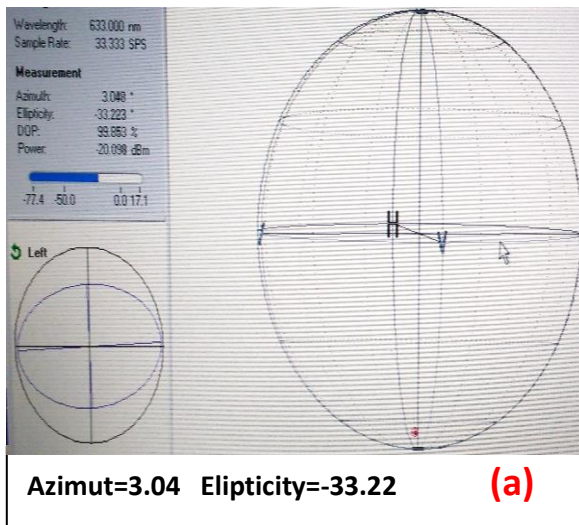 Wavelength: 633.000 nm
Sample Rate: 33.333 SPS
Measurement
Azimuth: 3.048 °
Ellipticity: -33.223 °
DOP: 99.853 %
Power: -20.098 dBm
-77.4 -50.0 0.0 17.1
Left
H
V
Azimut=3.04 Elipticity=-33.22 (a)